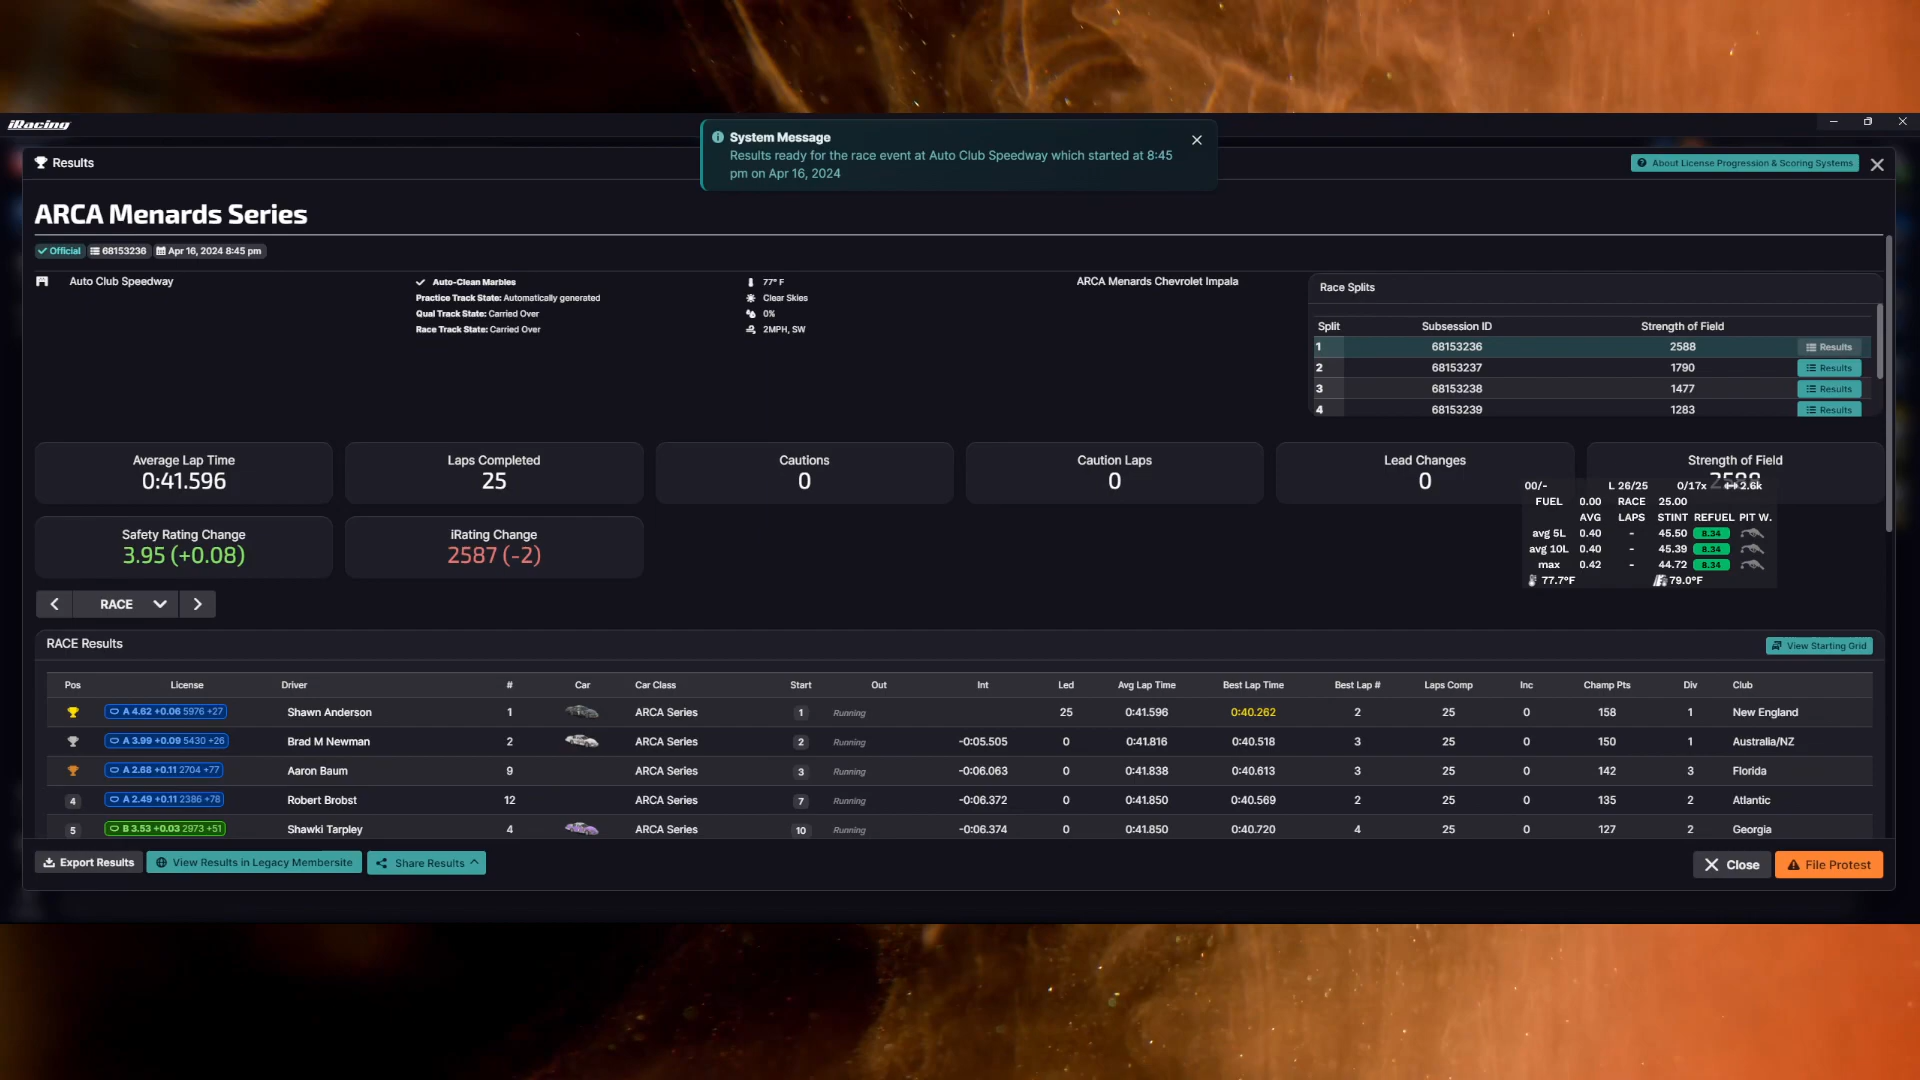 iRacing
System Message
Results ready for the race event at Auto Club Speedway which started at 8:45
pm on Apr 16, 2024
Results
About License Progression & Scoring Systems
ARCA Menards Series
Official 68153236 Apr 16, 2024 8:45 pm
Auto Club Speedway
Auto-Clean Marbles
Practice Track State: Automatically generated
Qual Track State: Carried Over
Race Track State: Carried Over
77° F
Clear Skies
0%
2MPH, SW
ARCA Menards Chevrolet Impala
Race Splits
Split Subsession ID Strength of Field
1 68153236 2588 Results
2 68153237 1790 Results
3 68153238 1477 Results
4 68153239 1283 Results
Average Lap Time
0:41.596
Laps Completed
25
Cautions
0
Caution Laps
0
Lead Changes
0
Strength of Field
2588
Safety Rating Change
3.95 (+0.08)
iRating Change
2587 (-2)
00/- L 26/25 0/17x 2.6k
FUEL 0.00 RACE 25.00
AVG LAPS STINT REFUEL PIT W.
avg 5L 0.40 - 45.50 8.34
avg 10L 0.40 - 45.39 8.34
max 0.42 - 44.72 8.34
77.7°F 79.0°F
RACE
RACE Results
View Starting Grid
Pos License Driver # Car Car Class Start Out Int Led Avg Lap Time Best Lap Time Best Lap # Laps Comp Inc Champ Pts Div Club
A 4.62 +0.06 5976 +27 Shawn Anderson 1 ARCA Series 1 Running 25 0:41.596 0:40.262 2 25 0 158 1 New England
A 3.99 +0.09 5430 +26 Brad M Newman 2 ARCA Series 2 Running -0:05.505 0 0:41.816 0:40.518 3 25 0 150 1 Australia/NZ
A 2.68 +0.11 2704 +77 Aaron Baum 9 ARCA Series 3 Running -0:06.063 0 0:41.838 0:40.613 3 25 0 142 3 Florida
4 A 2.49 +0.11 2386 +78 Robert Brobst 12 ARCA Series 7 Running -0:06.372 0 0:41.850 0:40.569 2 25 0 135 2 Atlantic
5 B 3.53 +0.03 2973 +51 Shawki Tarpley 4 ARCA Series 10 Running -0:06.374 0 0:41.850 0:40.720 4 25 0 127 2 Georgia
Export Results
View Results in Legacy Membersite
Share Results
Close
File Protest